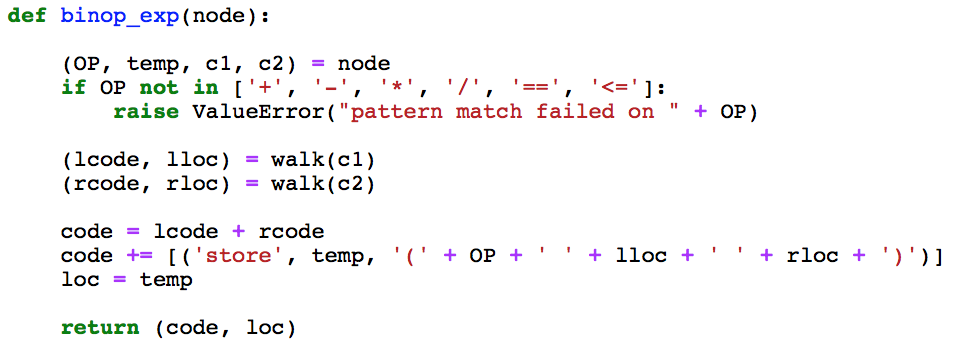 def binop_exp(node):

    (OP, temp, c1, c2) = node
    if OP not in ['+', '-', '*', '/', '==', '<=']:
        raise ValueError("pattern match failed on " + OP)

    (lcode, lloc) = walk(c1)
    (rcode, rloc) = walk(c2)

    code = lcode + rcode
    code += [('store', temp, '(' + OP + ' ' + lloc + ' ' + rloc + ')')]
    loc = temp

    return (code, loc)